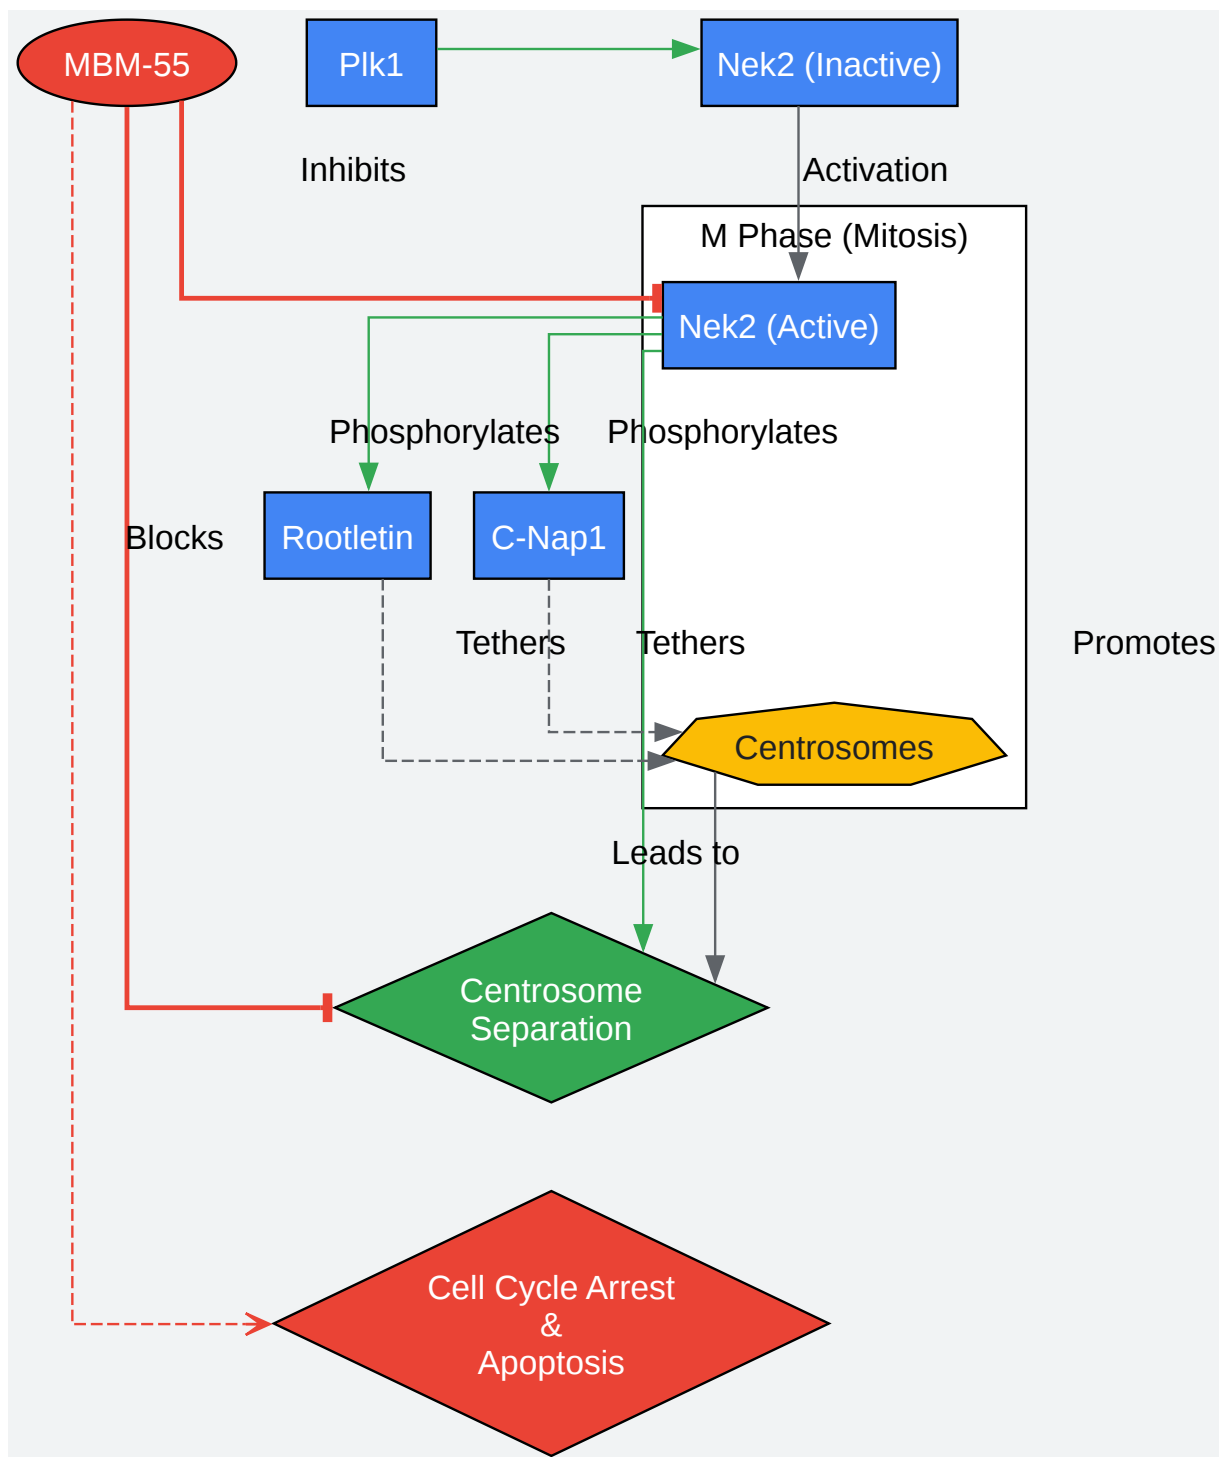 MBM-55
Plk1
Nek2 (Inactive)
Inhibits
Activation
M Phase (Mitosis)
Nek2 (Active)
Phosphorylates
Phosphorylates
Blocks
Rootletin
C-Nap1
Tethers
Tethers
Promotes
Centrosomes
Leads to
Centrosome
Separation
Cell Cycle Arrest
&
Apoptosis